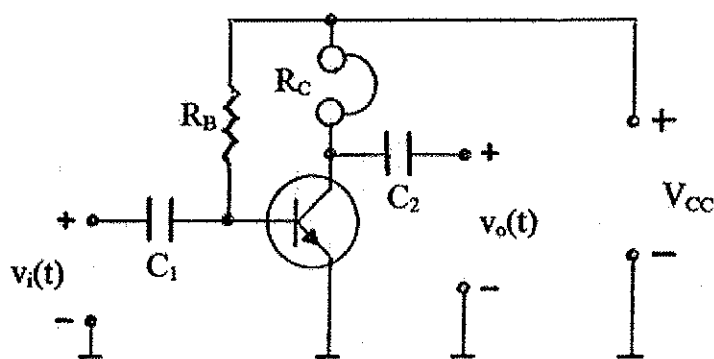 R_C
R_B
+
+
C_2
V_CC
+
v_o(t)
C_1
v_i(t)
−
−
−